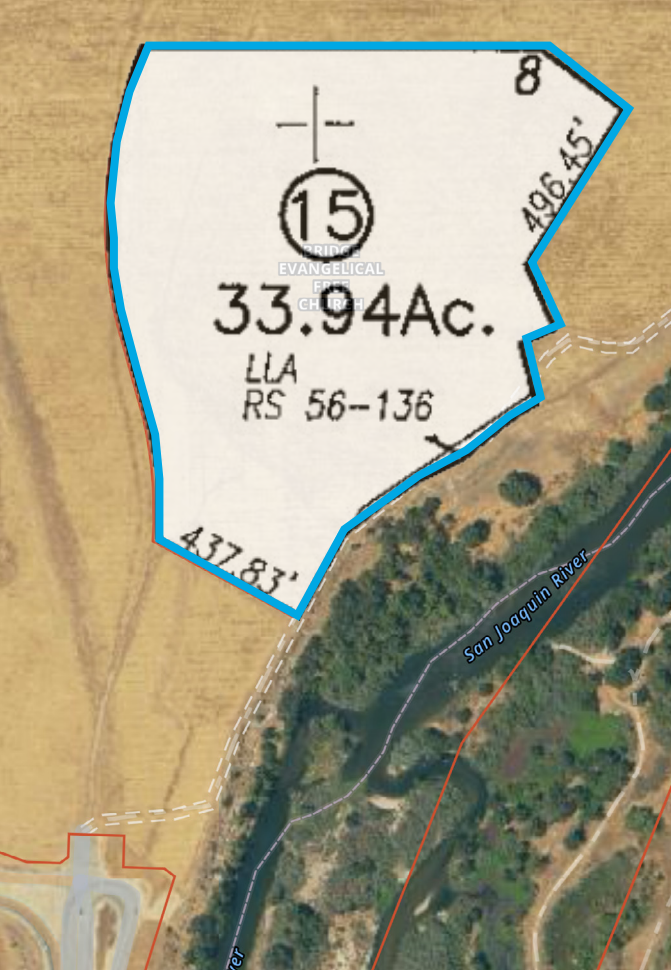 8
496.45'
15
BRIDGE
EVANGELICAL
FREE
CHURCH
33.94Ac.
LLA
RS 56-136
437.83'
San Joaquin River
ver